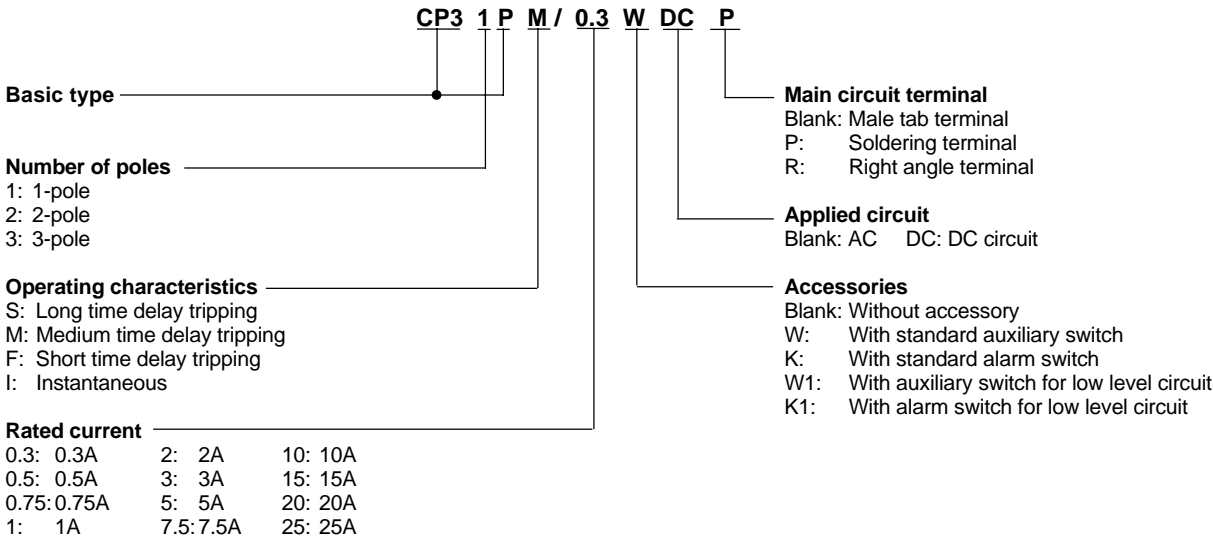 CP3 1 P M / 0.3 W DC P
Basic type
Number of poles
1: 1-pole
2: 2-pole
3: 3-pole
Operating characteristics
S: Long time delay tripping
M: Medium time delay tripping
F: Short time delay tripping
I: Instantaneous
Rated current
0.3: 0.3A 2: 2A 10: 10A
0.5: 0.5A 3: 3A 15: 15A
0.75: 0.75A 5: 5A 20: 20A
1: 1A 7.5: 7.5A 25: 25A
Main circuit terminal
Blank: Male tab terminal
P: Soldering terminal
R: Right angle terminal
Applied circuit
Blank: AC DC: DC circuit
Accessories
Blank: Without accessory
W: With standard auxiliary switch
K: With standard alarm switch
W1: With auxiliary switch for low level circuit
K1: With alarm switch for low level circuit